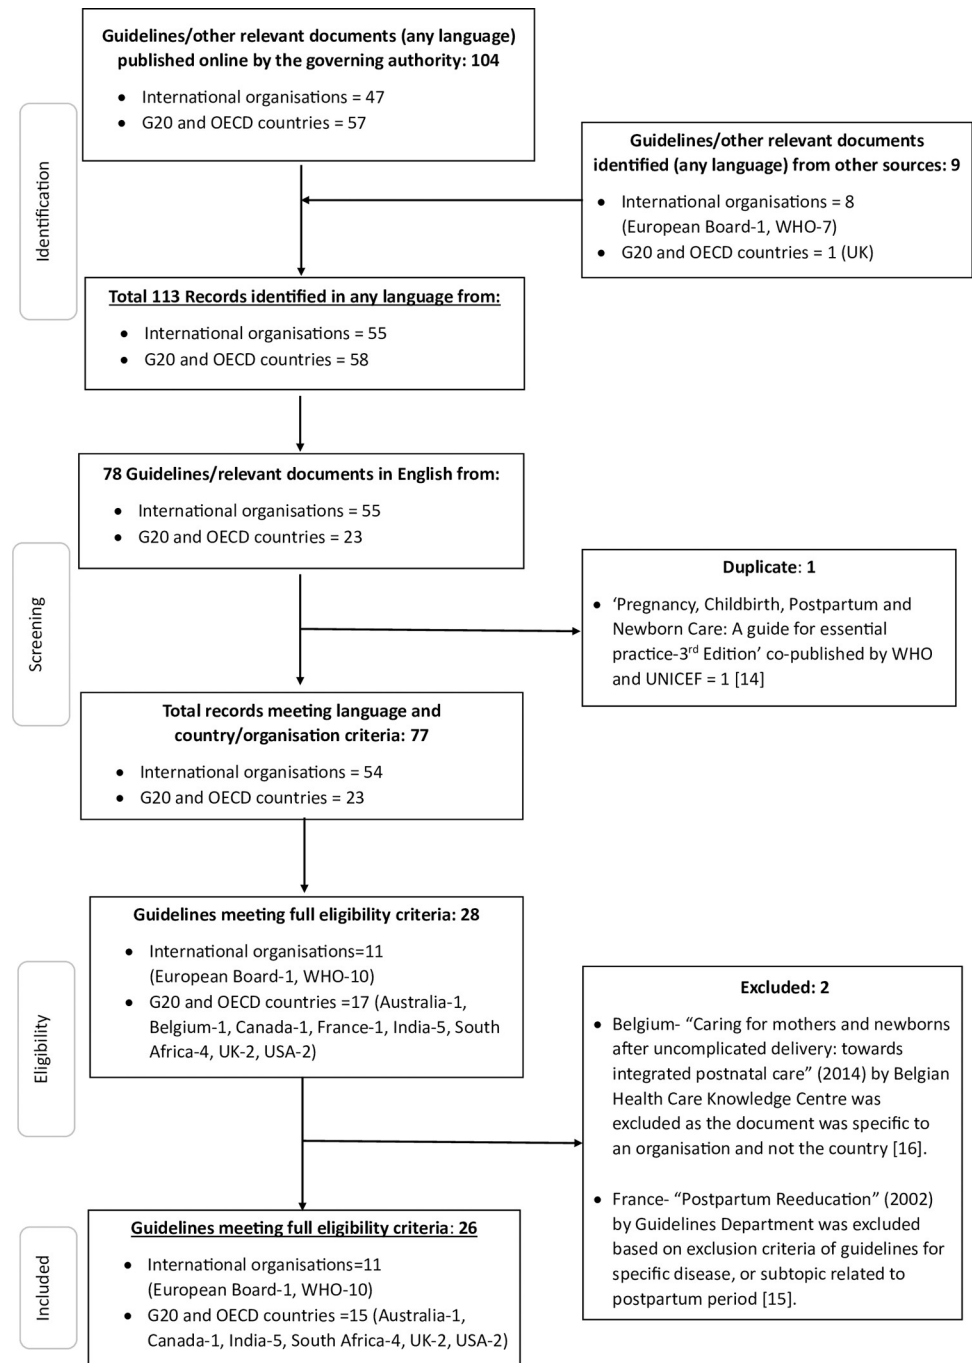 Guidelines/other relevant documents (any language)
published online by the governing authority: 104
• International organisations = 47
• G20 and OECD countries = 57
Identification
Guidelines/other relevant documents
identified (any language) from other sources: 9
• International organisations = 8
(European Board-1, WHO-7)
• G20 and OECD countries = 1 (UK)
Total 113 Records identified in any language from:
• International organisations = 55
• G20 and OECD countries = 58
78 Guidelines/relevant documents in English from:
• International organisations = 55
• G20 and OECD countries = 23
Screening
Duplicate: 1
• ‘Pregnancy, Childbirth, Postpartum and
Newborn Care: A guide for essential
practice-3rd Edition’ co-published by WHO
and UNICEF = 1 [14]
Total records meeting language and
country/organisation criteria: 77
• International organisations = 54
• G20 and OECD countries = 23
Guidelines meeting full eligibility criteria: 28
• International organisations=11
(European Board-1, WHO-10)
• G20 and OECD countries =17 (Australia-1,
Belgium-1, Canada-1, France-1, India-5, South
Africa-4, UK-2, USA-2)
Eligibility
Excluded: 2
• Belgium- “Caring for mothers and newborns
after uncomplicated delivery: towards
integrated postnatal care” (2014) by Belgian
Health Care Knowledge Centre was
excluded as the document was specific to
an organisation and not the country [16].
• France- “Postpartum Reeducation” (2002)
by Guidelines Department was excluded
based on exclusion criteria of guidelines for
specific disease, or subtopic related to
postpartum period [15].
Included
Guidelines meeting full eligibility criteria: 26
• International organisations=11
(European Board-1, WHO-10)
• G20 and OECD countries =15 (Australia-1,
Canada-1, India-5, South Africa-4, UK-2, USA-2)